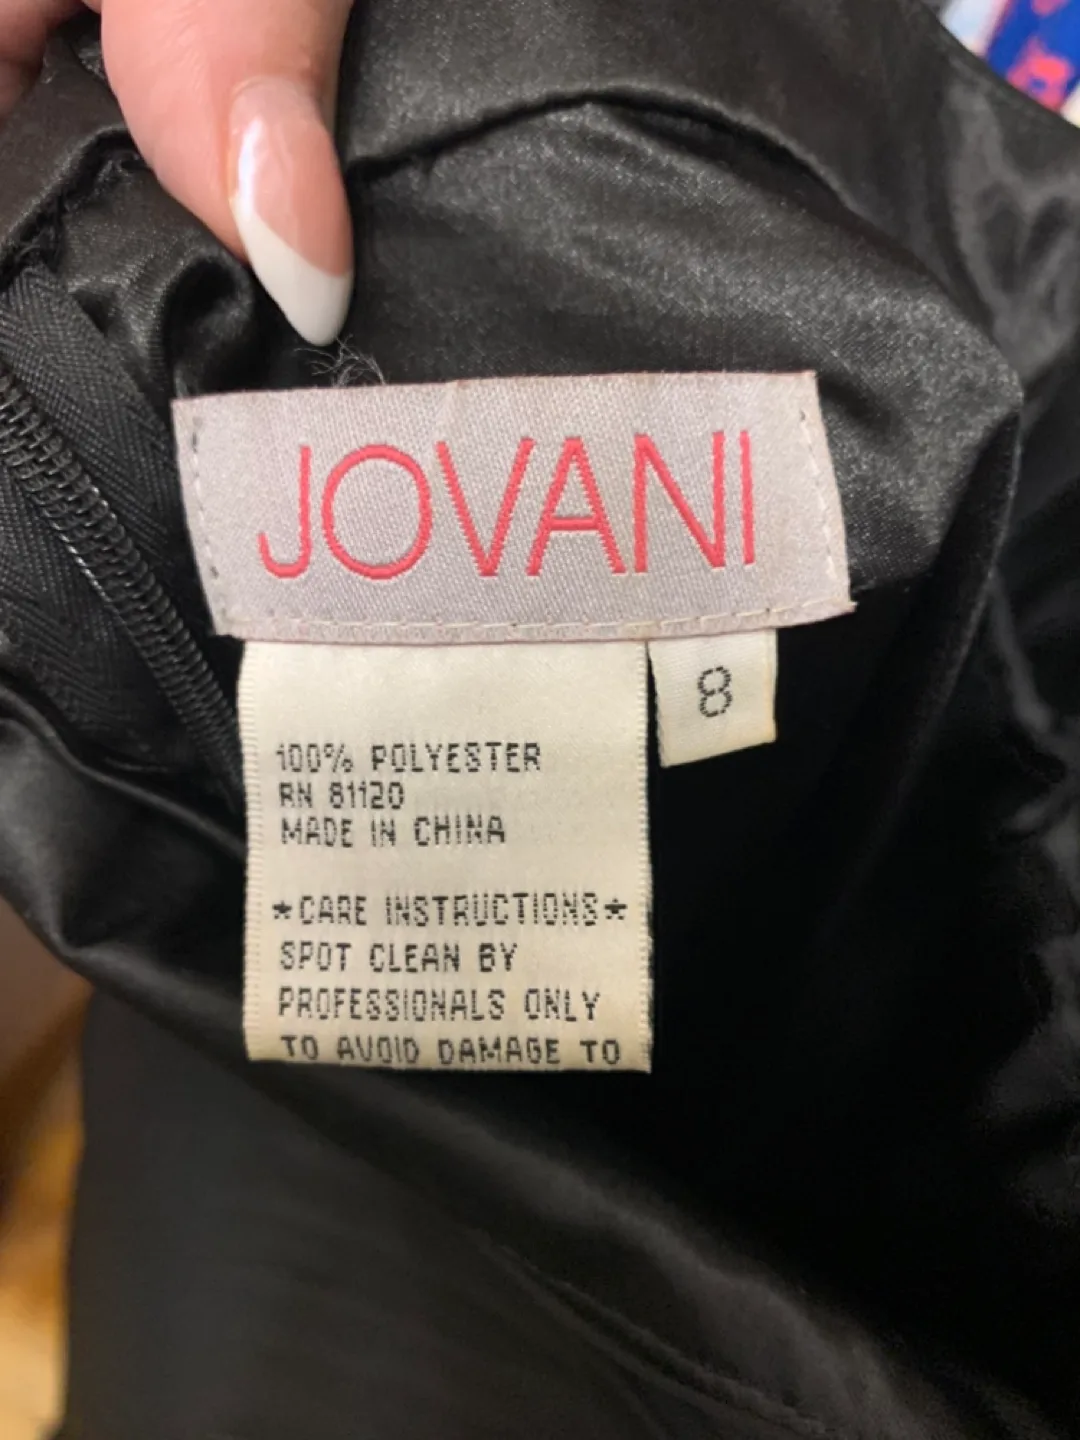 JOVANI
8
100% POLYESTER
RN 81120
MADE IN CHINA
*CARE INSTRUCTIONS*
SPOT CLEAN BY
PROFESSIONALS ONLY
TO AVOID DAMAGE TO